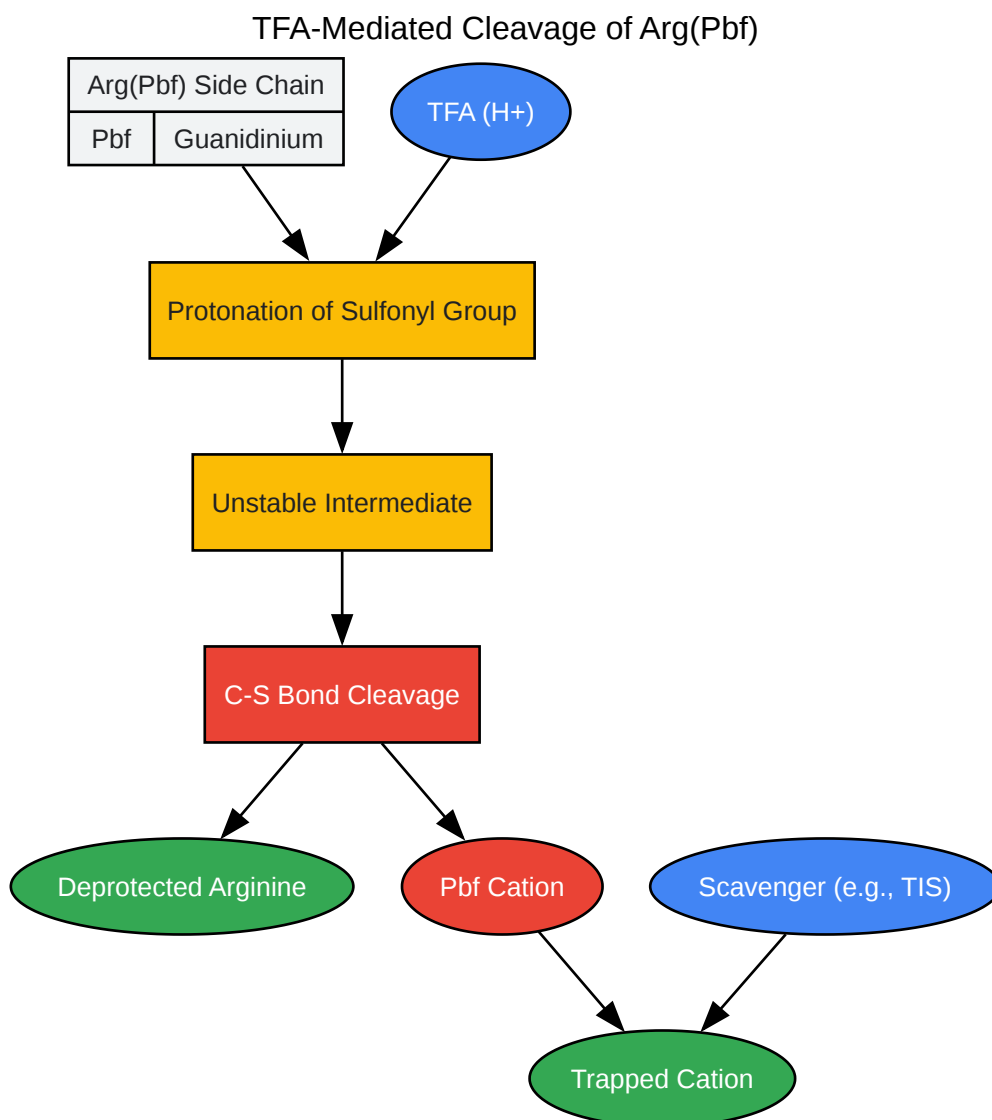 TFA-Mediated Cleavage of Arg(Pbf)
Arg(Pbf) Side Chain
Pbf
Guanidinium
TFA (H+)
Protonation of Sulfonyl Group
Unstable Intermediate
C-S Bond Cleavage
Deprotected Arginine
Pbf Cation
Scavenger (e.g., TIS)
Trapped Cation